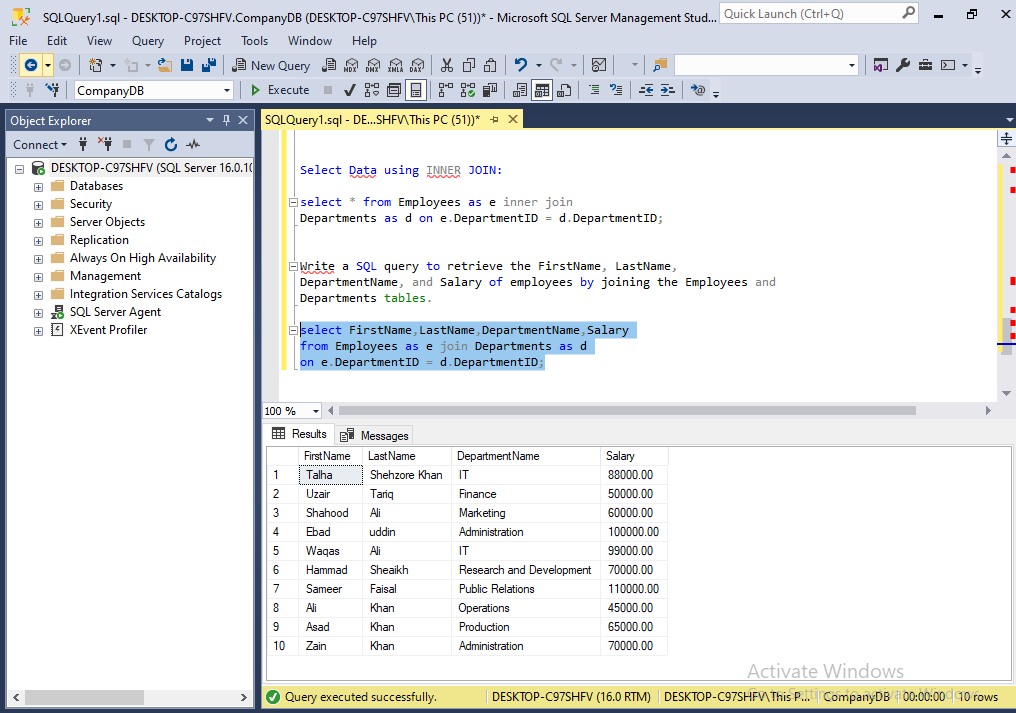 SQLQuery1.sql - DESKTOP-C97SHFV.CompanyDB (DESKTOP-C97SHFV\This PC (51))* - Microsoft SQL Server Management Stud...
Quick Launch (Ctrl+Q)
File Edit View Query Project Tools Window Help
New Query MDX DMX XMLA DAX
CompanyDB Execute
Object Explorer
Connect
DESKTOP-C97SHFV (SQL Server 16.0.10
Databases
Security
Server Objects
Replication
Always On High Availability
Management
Integration Services Catalogs
SQL Server Agent
XEvent Profiler
SQLQuery1.sql - DE...SHFV\This PC (51))*
Select Data using INNER JOIN:
select * from Employees as e inner join
Departments as d on e.DepartmentID = d.DepartmentID;
Write a SQL query to retrieve the FirstName, LastName,
DepartmentName, and Salary of employees by joining the Employees and
Departments tables.
select FirstName,LastName,DepartmentName,Salary
from Employees as e join Departments as d
on e.DepartmentID = d.DepartmentID;
100 %
Results Messages
FirstName LastName DepartmentName Salary
1 Talha Shehzore Khan IT 88000.00
2 Uzair Tariq Finance 50000.00
3 Shahood Ali Marketing 60000.00
4 Ebad uddin Administration 100000.00
5 Waqas Ali IT 99000.00
6 Hammad Sheaikh Research and Development 70000.00
7 Sameer Faisal Public Relations 110000.00
8 Ali Khan Operations 45000.00
9 Asad Khan Production 65000.00
10 Zain Khan Administration 70000.00
Activate Windows
Go to Settings to activate Windows.
Query executed successfully. DESKTOP-C97SHFV (16.0 RTM) DESKTOP-C97SHFV\This P... CompanyDB 00:00:00 10 rows